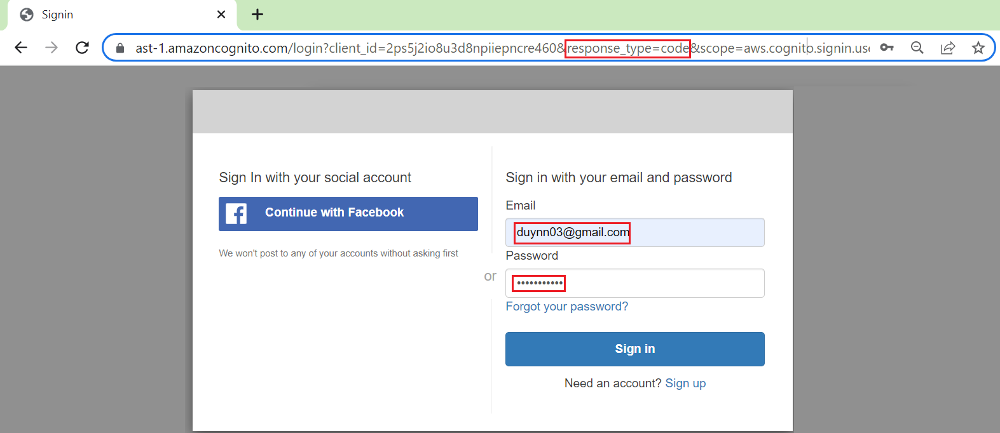 Signin
ast-1.amazoncognito.com/login?client_id=2ps5j2io8u3d8npiiepncre460&response_type=code&scope=aws.cognito.signin.use
Sign In with your social account
Continue with Facebook
We won't post to any of your accounts without asking first
or
Sign in with your email and password
Email
duynn03@gmail.com
Password
•••••••••••
Forgot your password?
Sign in
Need an account? Sign up